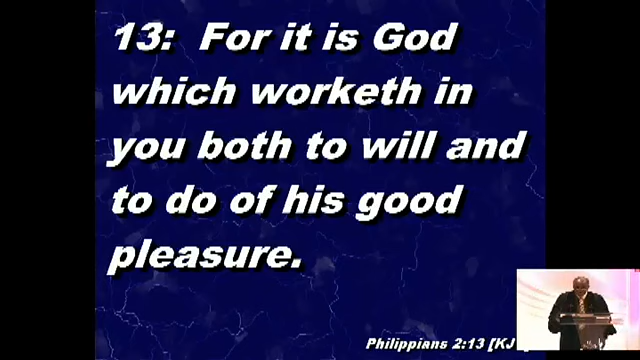 13: For it is God
which worketh in
you both to will and
to do of his good
pleasure.
Philippians 2:13 [KJ